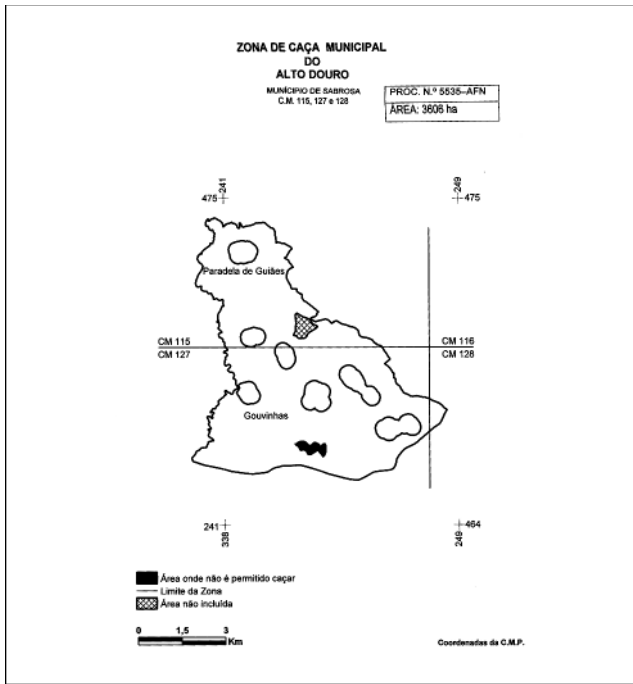 ZONA DE CAÇA MUNICIPAL
DO
ALTO DOURO
MUNICÍPIO DE SABROSA
C.M. 115, 127 e 128
PROC. N.º 5535-AFN
ÁREA: 3606 ha
241
475
249
475
Paradela de Guiães
CM 115
CM 116
CM 127
CM 128
Gouvinhas
241
338
464
249
Área onde não é permitido caçar
Limite da Zona
Área não incluída
0 1,5 3
Km
Coordenadas da C.M.P.